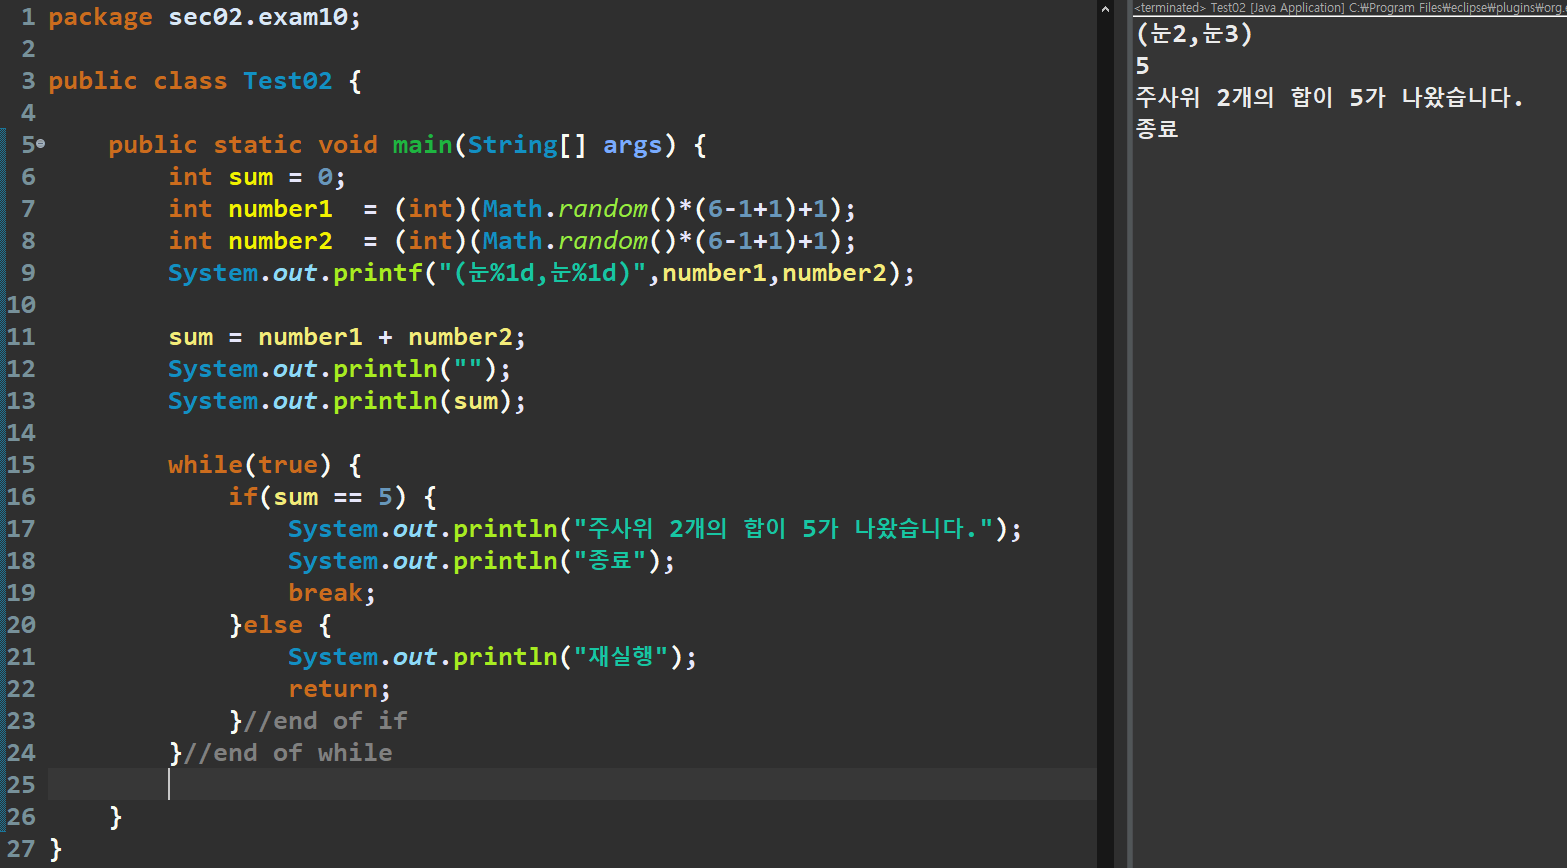 1 package sec02.exam10;
2
3 public class Test02 {
4
5     public static void main(String[] args) {
6         int sum = 0;
7         int number1  = (int)(Math.random()*(6-1+1)+1);
8         int number2  = (int)(Math.random()*(6-1+1)+1);
9         System.out.printf("(눈%1d,눈%1d)",number1,number2);
10
11         sum = number1 + number2;
12         System.out.println("");
13         System.out.println(sum);
14
15         while(true) {
16             if(sum == 5) {
17                 System.out.println("주사위 2개의 합이 5가 나왔습니다.");
18                 System.out.println("종료");
19                 break;
20             }else {
21                 System.out.println("재실행");
22                 return;
23             }//end of if
24         }//end of while
25
26     }
27 }
<terminated> Test02 [Java Application] C:₩Program Files₩eclipse₩plugins₩org.
(눈2,눈3)
5
주사위 2개의 합이 5가 나왔습니다.
종료